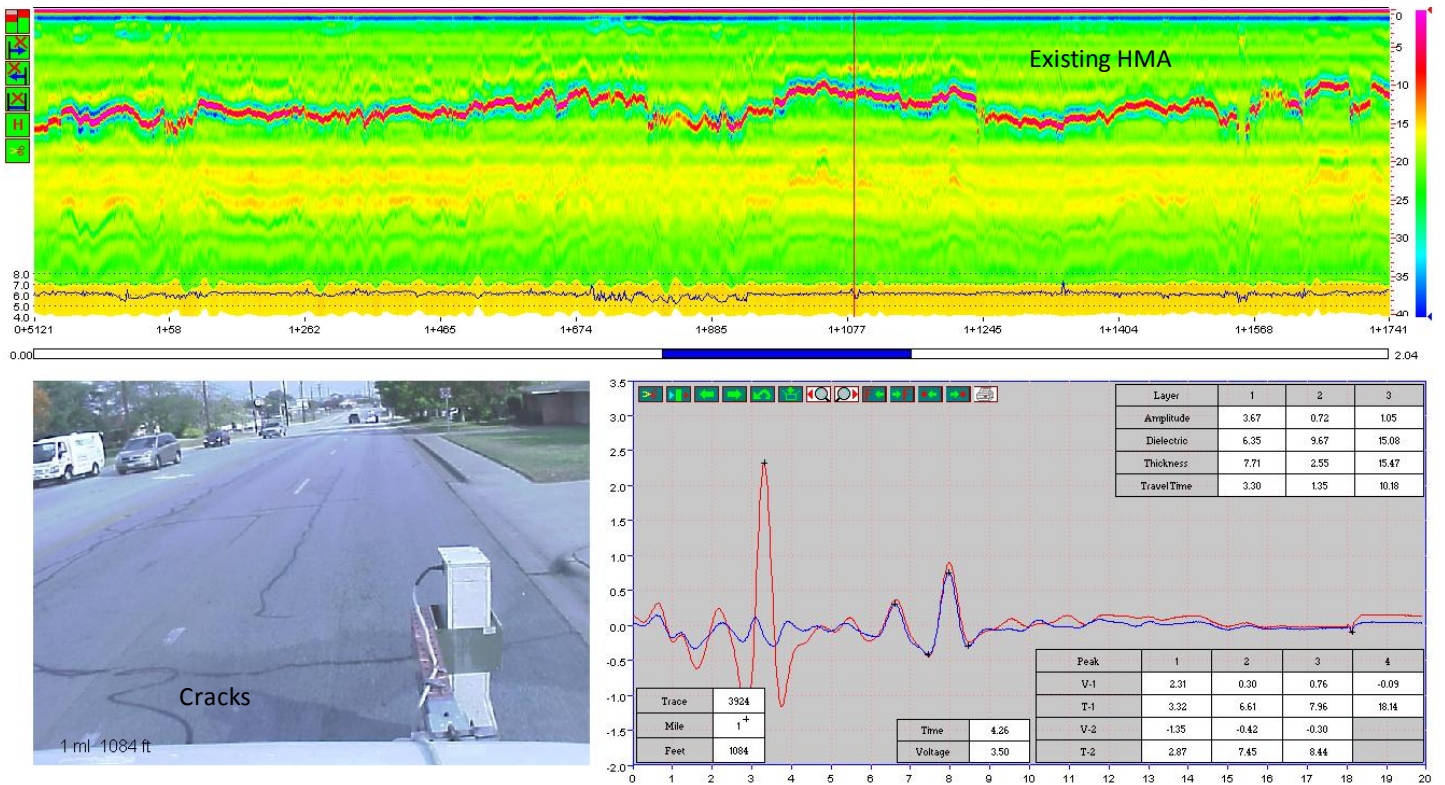 Existing HMA
0
-5
-10
-15
-20
-25
-30
-35
-40
8.0
7.0
6.0
5.0
4.0
0+5121 1+58 1+262 1+465 1+674 1+885 1+1077 1+1245 1+1404 1+1568 1+1741
0.00 2.04
Cracks
1 ml 1084 ft
3.5
3.0
2.5
2.0
1.5
1.0
0.5
0.0
-0.5
-1.0
-1.5
-2.0
0 1 2 3 4 5 6 7 8 9 10 11 12 13 14 15 16 17 18 19 20
Layer 1 2 3
Amplitude 3.67 0.72 1.05
Dielectric 6.35 9.67 15.08
Thickness 7.71 2.55 15.47
Travel Time 3.30 1.35 10.18
Trace 3924
Mile 1+
Feet 1084
Time 4.26
Voltage 3.50
Peak 1 2 3 4
V-1 2.31 0.30 0.76 -0.09
T-1 3.32 6.61 7.96 18.14
V-2 -1.35 -0.42 -0.30
T-2 2.87 7.45 8.44